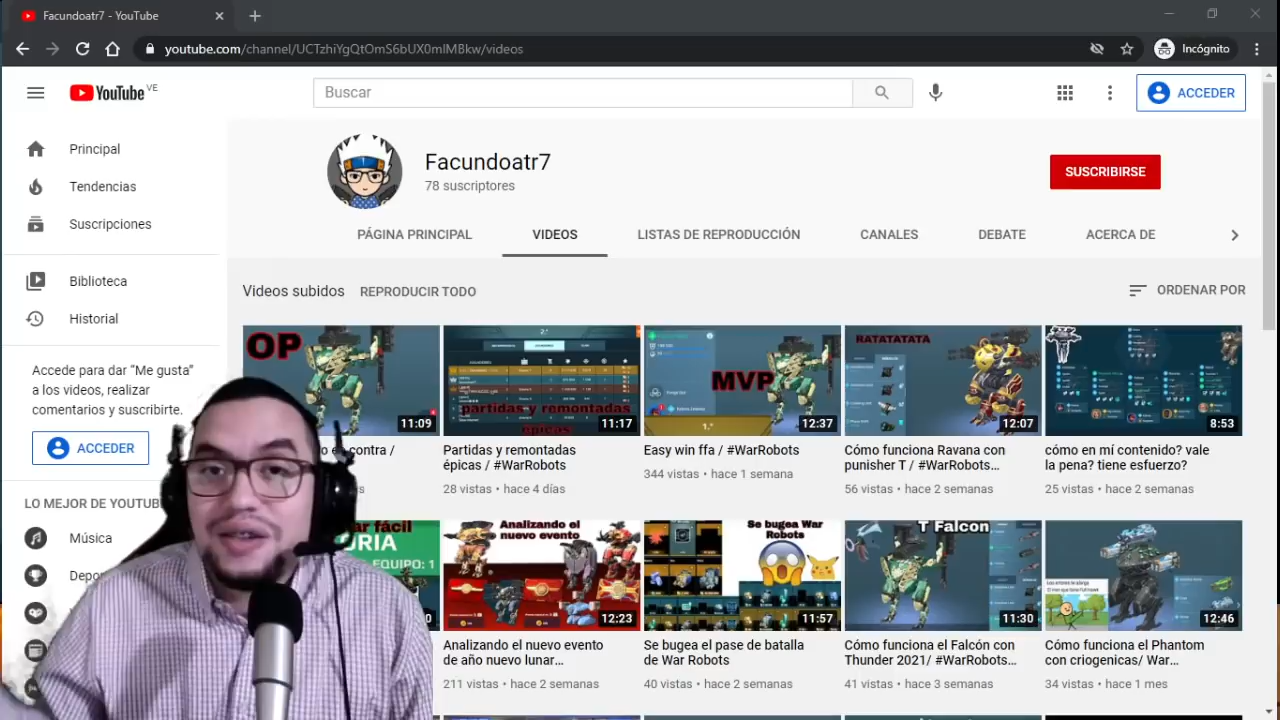 Facundoatr7 - YouTube
youtube.com/channel/UCTzhiYgQtOmS6bUX0mlM8kw/videos
Incógnito
YouTube VE
Buscar
ACCEDER
Principal
Tendencias
Suscripciones
Biblioteca
Historial
Accede para dar "Me gusta"
a los videos, realizar
comentarios y suscribirte.
ACCEDER
LO MEJOR DE YOUTUB
Música
Depor
Facundoatr7
78 suscriptores
SUSCRIBIRSE
PÁGINA PRINCIPAL VIDEOS LISTAS DE REPRODUCCIÓN CANALES DEBATE ACERCA DE
Videos subidos REPRODUCIR TODO
ORDENAR POR
OP
11:09
contra /
partidas y remontadas
épicas
11:17
Partidas y remontadas
épicas / #WarRobots
28 vistas • hace 4 días
MVP
12:37
Easy win ffa / #WarRobots
344 vistas • hace 1 semana
RATATATATA
12:07
Cómo funciona Ravana con
punisher T / #WarRobots...
56 vistas • hace 2 semanas
8:53
cómo en mí contenido? vale
la pena? tiene esfuerzo?
25 vistas • hace 2 semanas
ar fácil
ORIA
EQUIPO: 1
Analizando el
nuevo evento
12:23
Analizando el nuevo evento
de año nuevo lunar...
211 vistas • hace 2 semanas
Se bugea War
Robots
11:57
Se bugea el pase de batalla
de War Robots
40 vistas • hace 2 semanas
T Falcon
11:30
Cómo funciona el Falcón con
Thunder 2021/ #WarRobots...
41 vistas • hace 3 semanas
12:46
Cómo funciona el Phantom
con criogenicas/ War...
34 vistas • hace 1 mes